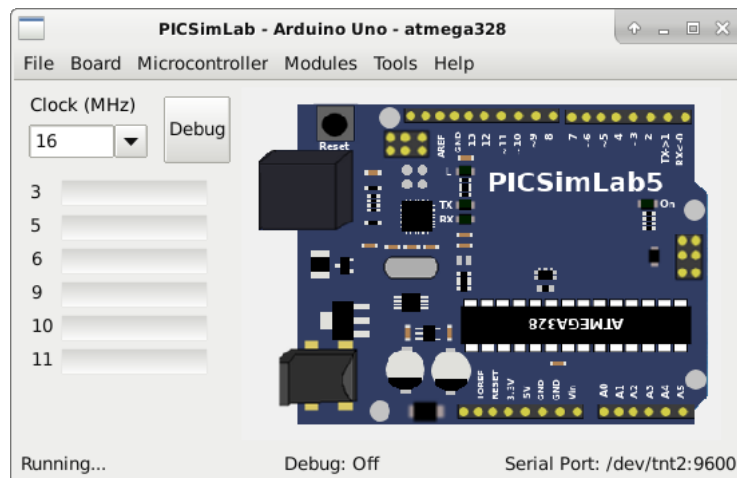 PICSimLab - Arduino Uno - atmega328
File Board Microcontroller Modules Tools Help
Clock (MHz)
16
Debug
3
5
6
9
10
11
Reset
AREF
GND
13
12
~11
~10
~9
8
7
~6
~5
4
~3
2
TX->1
RX<-0
L
TX
RX
PICSimLab5
On
ATMEGA328
IOREF
RESET
3.3V
5V
GND
GND
Vin
A0
A1
A2
A3
A4
A5
Running...
Debug: Off
Serial Port: /dev/tnt2:9600